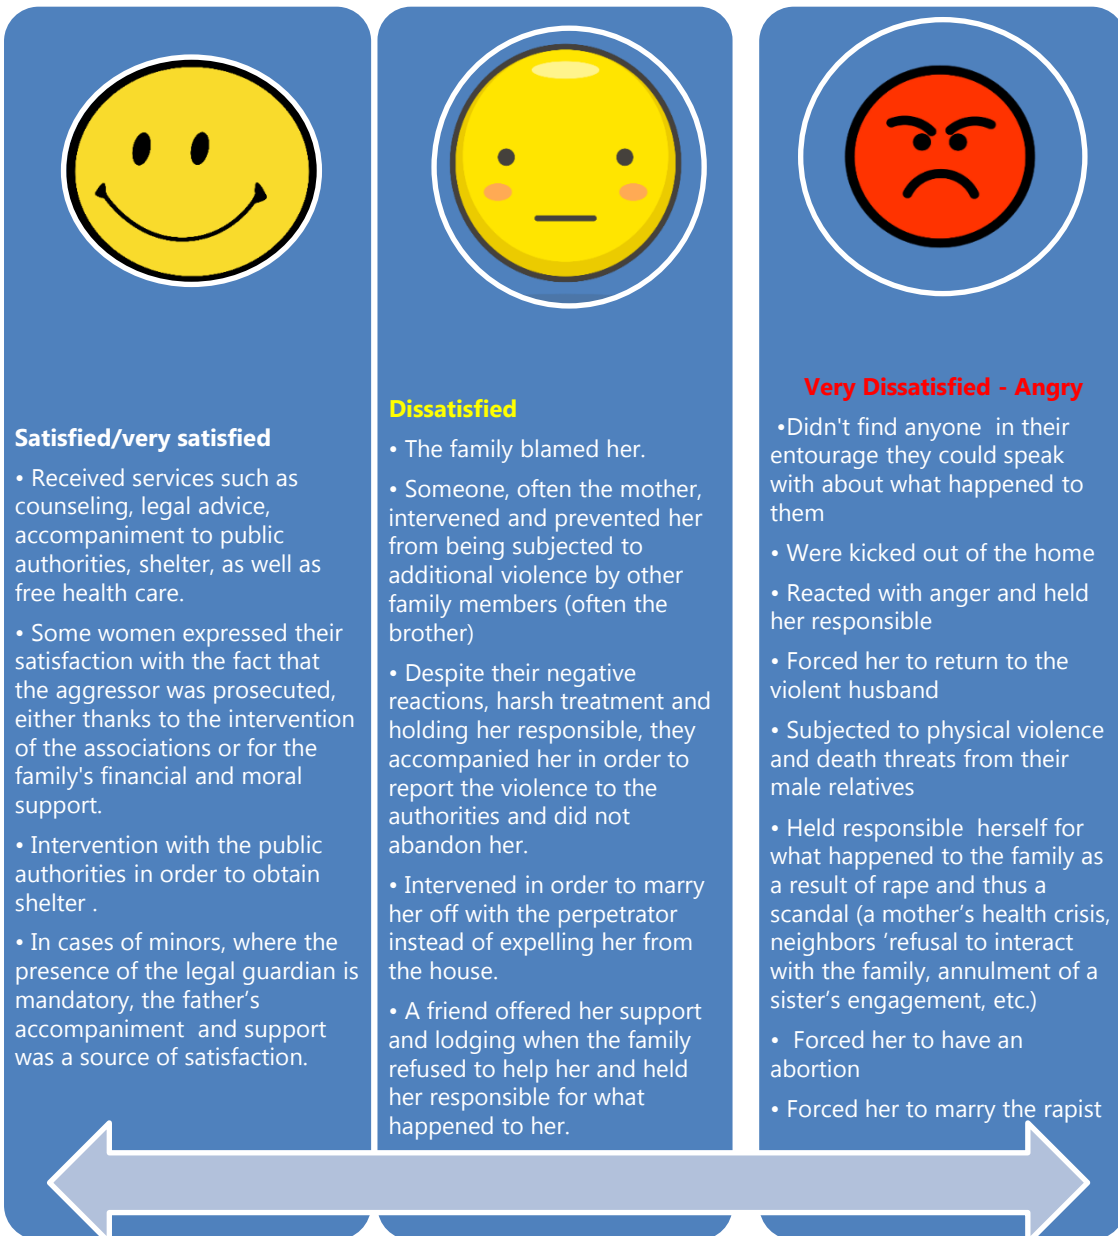 Satisfied/very satisfied
• Received services such as
counseling, legal advice,
accompaniment to public
authorities, shelter, as well as
free health care.
• Some women expressed their
satisfaction with the fact that
the aggressor was prosecuted,
either thanks to the intervention
of the associations or for the
family's financial and moral
support.
• Intervention with the public
authorities in order to obtain
shelter .
• In cases of minors, where the
presence of the legal guardian is
mandatory, the father’s
accompaniment  and support
was a source of satisfaction.
Dissatisfied
• The family blamed her.
• Someone, often the mother,
intervened and prevented her
from being subjected to
additional violence by other
family members (often the
brother)
• Despite their negative
reactions, harsh treatment and
holding her responsible, they
accompanied her in order to
report the violence to the
authorities and did not
abandon her.
• Intervened in order to marry
her off with the perpetrator
instead of expelling her from
the house.
• A friend offered her support
and lodging when the family
refused to help her and held
her responsible for what
happened to her.
Very Dissatisfied - Angry
•Didn't find anyone  in their
entourage they could speak
with about what happened to
them
• Were kicked out of the home
• Reacted with anger and held
her responsible
• Forced her to return to the
violent husband
• Subjected to physical violence
and death threats from their
male relatives
• Held responsible  herself for
what happened to the family as
a result of rape and thus a
scandal (a mother’s health crisis,
neighbors ’refusal to interact
with the family, annulment of a
sister’s engagement, etc.)
•  Forced her to have an
abortion
• Forced her to marry the rapist